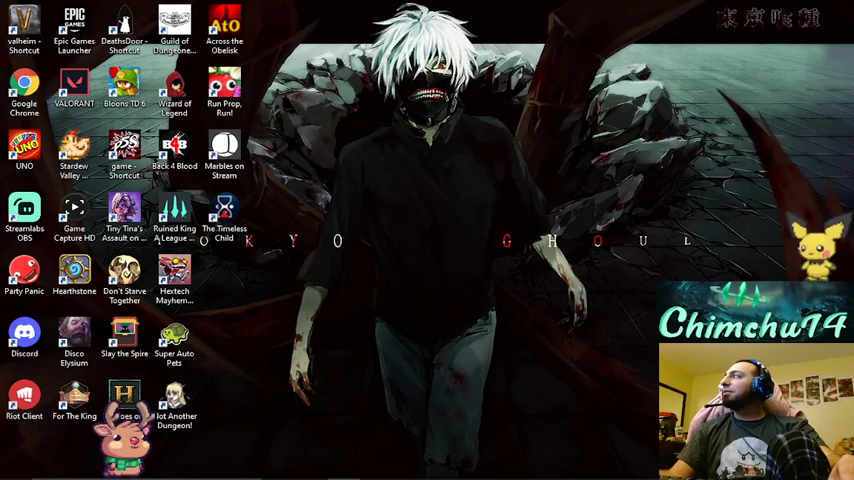 valheim -
Shortcut
Epic Games
Launcher
DeathsDoor -
Shortcut
Guild of
Dungeone...
Across the
Obelisk
EPIC
GAMES
AtO
東京喰種
Google
Chrome
VALORANT
Bloons TD 6
Wizard of
Legend
Run Prop,
Run!
UNO
UNO
Stardew
Valley ...
game -
Shortcut
B4B
Back 4 Blood
Marbles on
Stream
Streamlabs
OBS
Game
Capture HD
Tiny Tina's
Assault on ...
Ruined King
A League ...
The Timeless
Child
OKYO GHOUL
Party Panic
Hearthstone
Don't Starve
Together
Hextech
Mayhem...
Chimchu14
Discord
Disco
Elysium
Slay the Spire
Super Auto
Pets
Riot Client
For The King
H
Not Another
Dungeon!